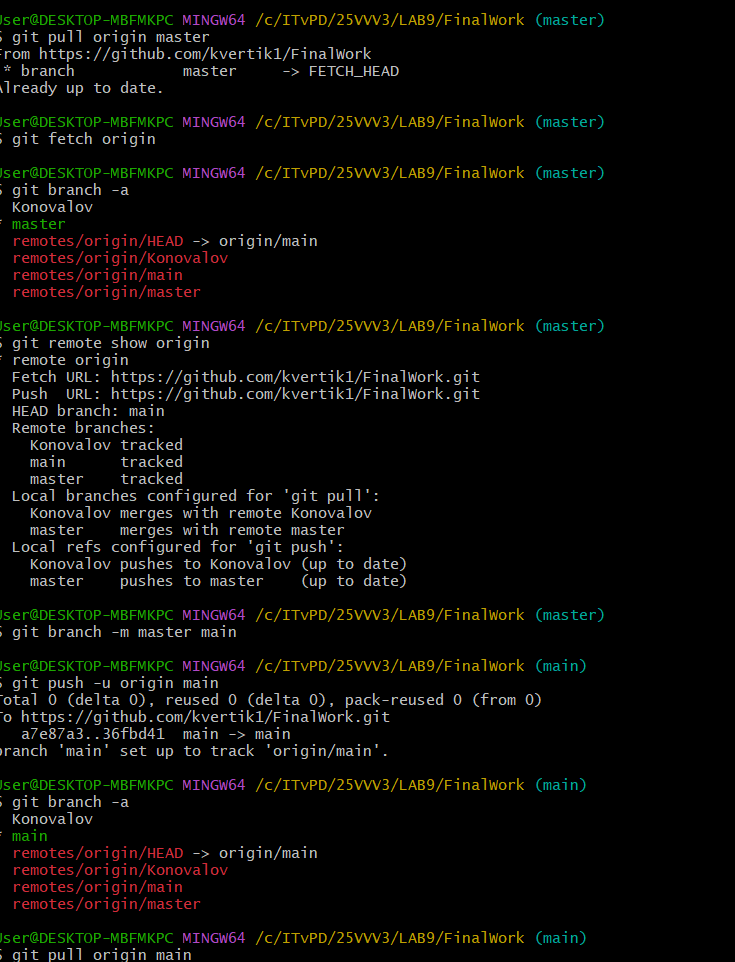 User@DESKTOP-MBFMKPC MINGW64 /c/ITvPD/25VVV3/LAB9/FinalWork (master)
$ git pull origin master
From https://github.com/kvertik1/FinalWork
* branch master -> FETCH_HEAD
Already up to date.
User@DESKTOP-MBFMKPC MINGW64 /c/ITvPD/25VVV3/LAB9/FinalWork (master)
$ git fetch origin
User@DESKTOP-MBFMKPC MINGW64 /c/ITvPD/25VVV3/LAB9/FinalWork (master)
$ git branch -a
Konovalov
* master
remotes/origin/HEAD -> origin/main
remotes/origin/Konovalov
remotes/origin/main
remotes/origin/master
User@DESKTOP-MBFMKPC MINGW64 /c/ITvPD/25VVV3/LAB9/FinalWork (master)
$ git remote show origin
* remote origin
Fetch URL: https://github.com/kvertik1/FinalWork.git
Push  URL: https://github.com/kvertik1/FinalWork.git
HEAD branch: main
Remote branches:
Konovalov tracked
main tracked
master tracked
Local branches configured for 'git pull':
Konovalov merges with remote Konovalov
master merges with remote master
Local refs configured for 'git push':
Konovalov pushes to Konovalov (up to date)
master pushes to master (up to date)
User@DESKTOP-MBFMKPC MINGW64 /c/ITvPD/25VVV3/LAB9/FinalWork (master)
$ git branch -m master main
User@DESKTOP-MBFMKPC MINGW64 /c/ITvPD/25VVV3/LAB9/FinalWork (main)
$ git push -u origin main
Total 0 (delta 0), reused 0 (delta 0), pack-reused 0 (from 0)
To https://github.com/kvertik1/FinalWork.git
a7e87a3..36fbd41 main -> main
branch 'main' set up to track 'origin/main'.
User@DESKTOP-MBFMKPC MINGW64 /c/ITvPD/25VVV3/LAB9/FinalWork (main)
$ git branch -a
Konovalov
* main
remotes/origin/HEAD -> origin/main
remotes/origin/Konovalov
remotes/origin/main
remotes/origin/master
User@DESKTOP-MBFMKPC MINGW64 /c/ITvPD/25VVV3/LAB9/FinalWork (main)
$ git pull origin main